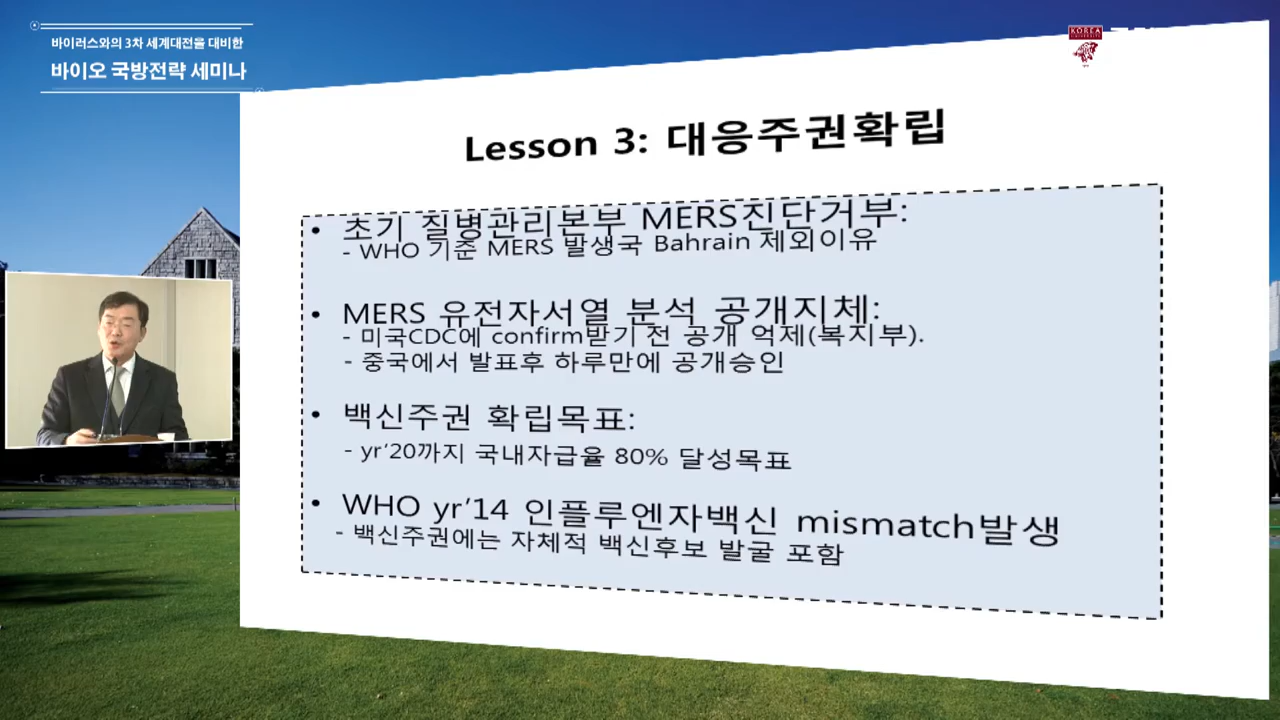 바이러스와의 3차 세계대전을 대비한
바이오 국방전략 세미나
KOREA
Lesson 3: 대응주권확립
• 초기 질병관리본부 MERS진단거부:
- WHO 기준 MERS 발생국 Bahrain 제외이유
• MERS 유전자서열 분석 공개지체:
- 미국CDC에 confirm받기 전 공개 억제(복지부).
- 중국에서 발표후 하루만에 공개승인
• 백신주권 확립목표:
- yr’20까지 국내자급율 80% 달성목표
• WHO yr’14 인플루엔자백신 mismatch발생
- 백신주권에는 자체적 백신후보 발굴 포함